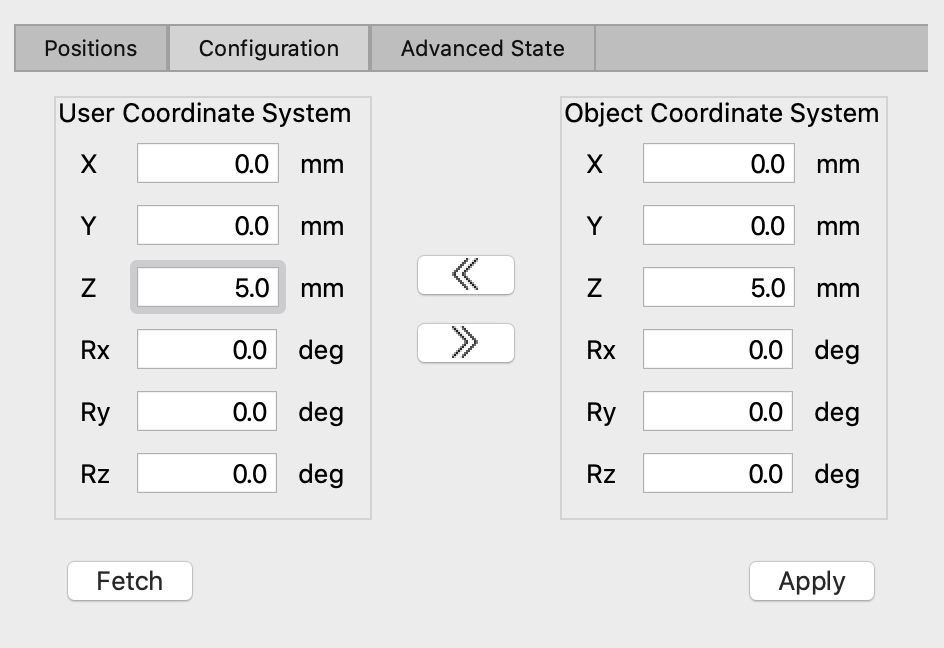 Positions Configuration Advanced State
User Coordinate System
X 0.0 mm
Y 0.0 mm
Z 5.0 mm
Rx 0.0 deg
Ry 0.0 deg
Rz 0.0 deg
Object Coordinate System
X 0.0 mm
Y 0.0 mm
Z 5.0 mm
Rx 0.0 deg
Ry 0.0 deg
Rz 0.0 deg
Fetch Apply